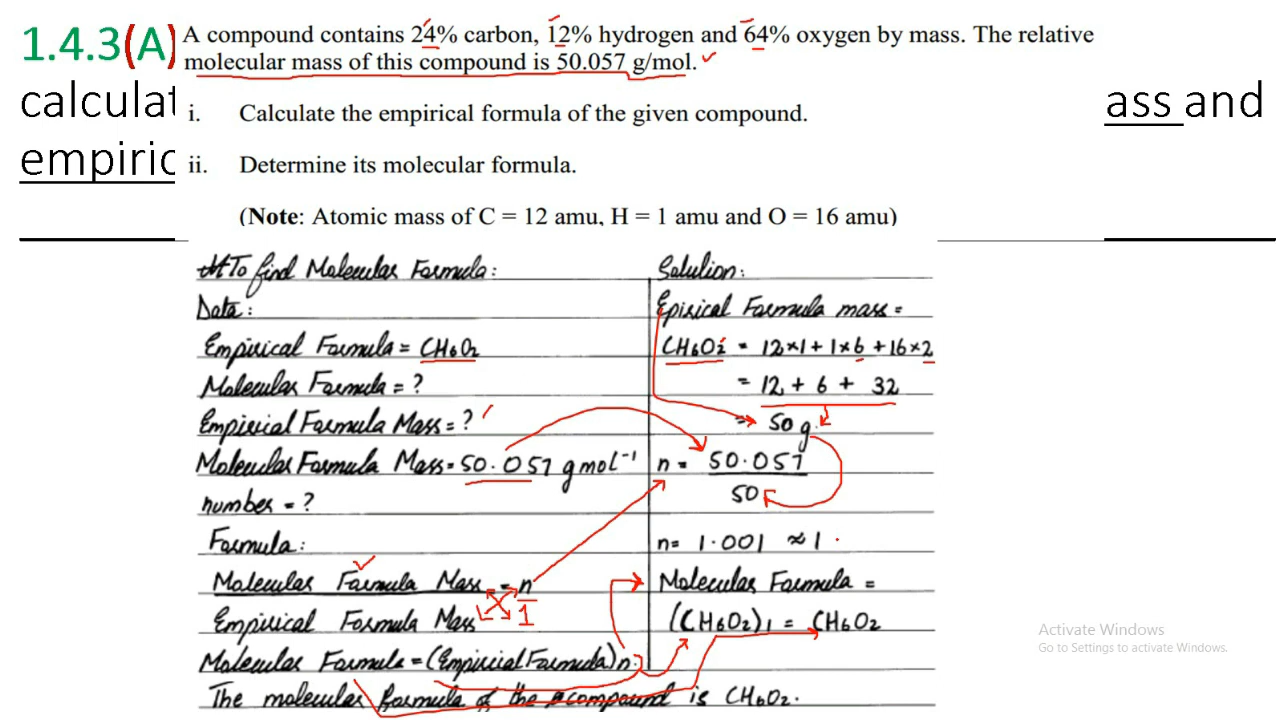 1.4.3(A)
calculat
ass and
empiric
A compound contains 24% carbon, 12% hydrogen and 64% oxygen by mass. The relative
molecular mass of this compound is 50.057 g/mol.
i. Calculate the empirical formula of the given compound.
ii. Determine its molecular formula.
(Note: Atomic mass of C = 12 amu, H = 1 amu and O = 16 amu)
To find Molecular Formula:
Data:
Empirical Formula = CH6O2
Molecular Formula = ?
Empirical Formula Mass = ?
Molecular Formula Mass = 50.057 g mol⁻¹
number = ?
Formula:
Molecular Formula Mass = n
Empirical Formula Mass 1
Molecular Formula = (Empirical Formula)n
The molecular formula of the compound is CH6O2.
Solution:
Epirical Formula mass =
CH6O2 = 12×1 + 1×6 + 16×2
= 12 + 6 + 32
= 50 g
n = 50.057
50
n = 1.001 ≈ 1
Molecular Formula =
(CH6O2)1 = CH6O2
Activate Windows
Go to Settings to activate Windows.